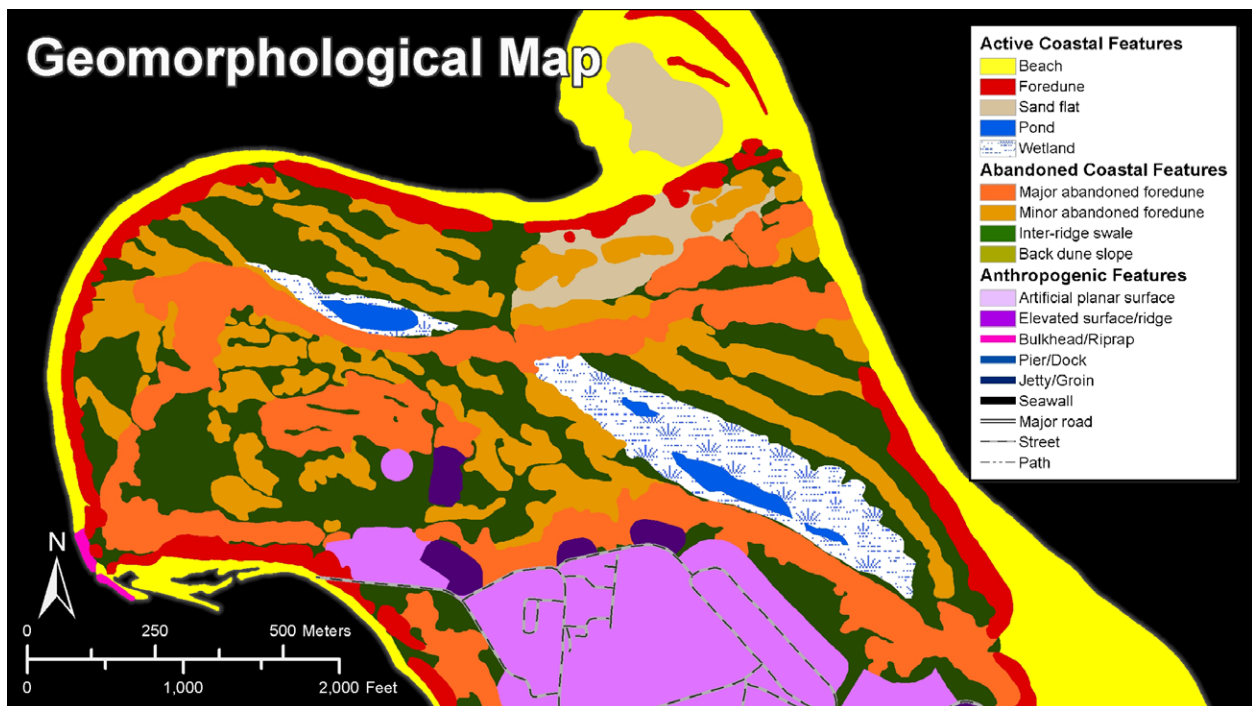 Geomorphological Map
Active Coastal Features
Beach
Foredune
Sand flat
Pond
Wetland
Abandoned Coastal Features
Major abandoned foredune
Minor abandoned foredune
Inter-ridge swale
Back dune slope
Anthropogenic Features
Artificial planar surface
Elevated surface/ridge
Bulkhead/Riprap
Pier/Dock
Jetty/Groin
Seawall
Major road
Street
Path
N
0 250 500 Meters
0 1,000 2,000 Feet